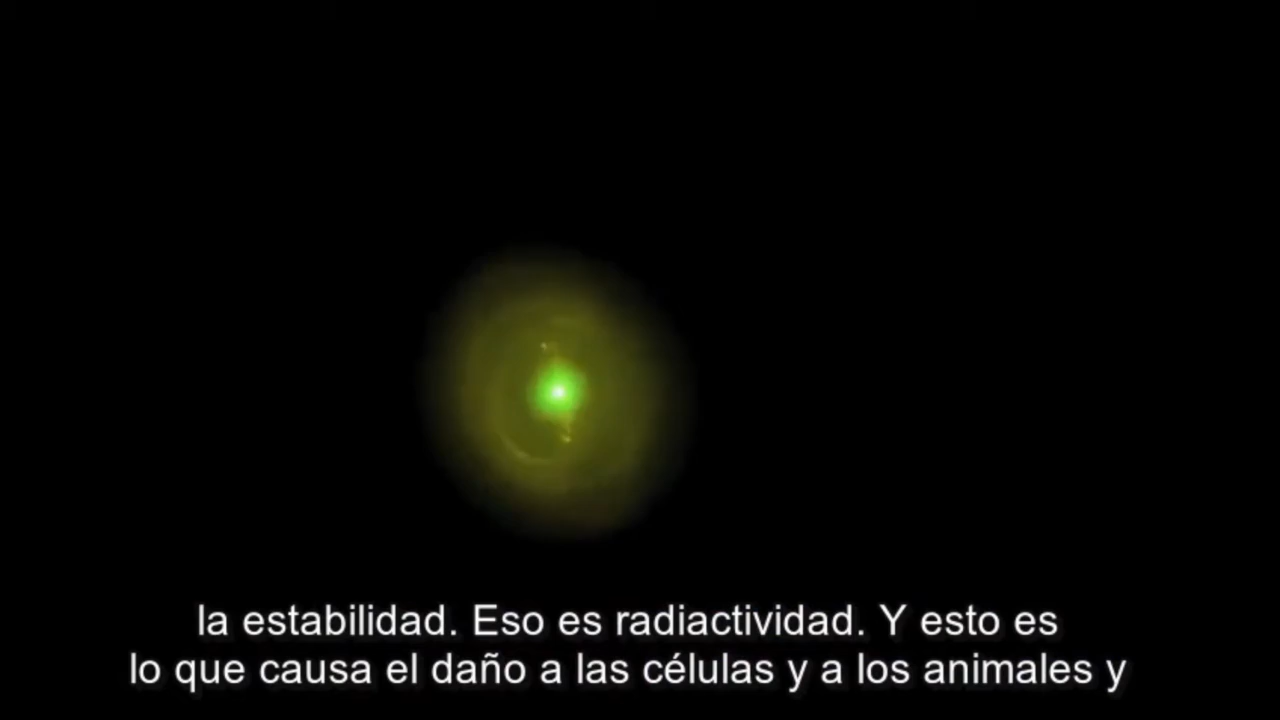 la estabilidad. Eso es radiactividad. Y esto es
lo que causa el daño a las células y a los animales y